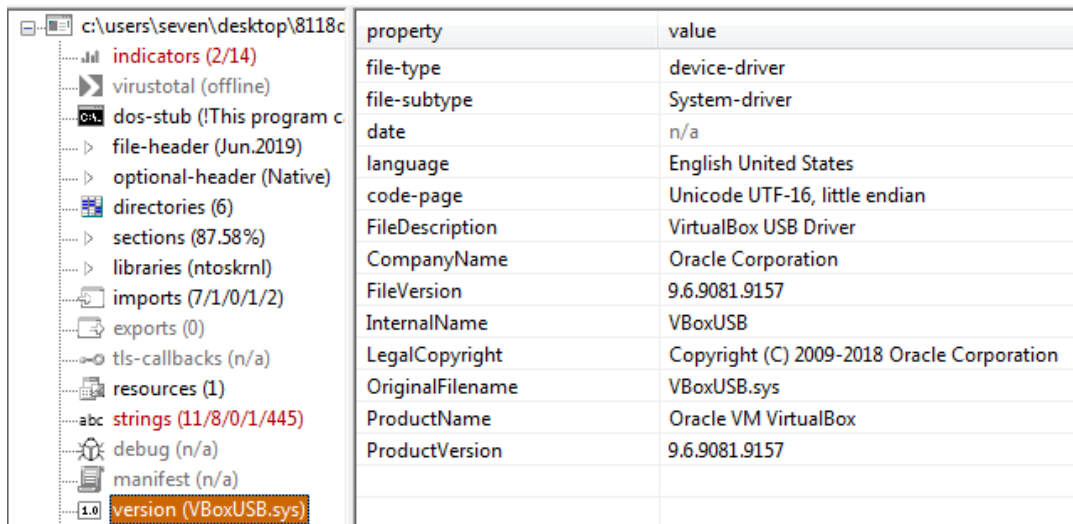 c:\users\seven\desktop\8118c
indicators (2/14)
virustotal (offline)
dos-stub (!This program c
file-header (Jun.2019)
optional-header (Native)
directories (6)
sections (87.58%)
libraries (ntoskrnl)
imports (7/1/0/1/2)
exports (0)
tls-callbacks (n/a)
resources (1)
abc strings (11/8/0/1/445)
debug (n/a)
manifest (n/a)
1.0 version (VBoxUSB.sys)
property value
file-type device-driver
file-subtype System-driver
date n/a
language English United States
code-page Unicode UTF-16, little endian
FileDescription VirtualBox USB Driver
CompanyName Oracle Corporation
FileVersion 9.6.9081.9157
InternalName VBoxUSB
LegalCopyright Copyright (C) 2009-2018 Oracle Corporation
OriginalFilename VBoxUSB.sys
ProductName Oracle VM VirtualBox
ProductVersion 9.6.9081.9157